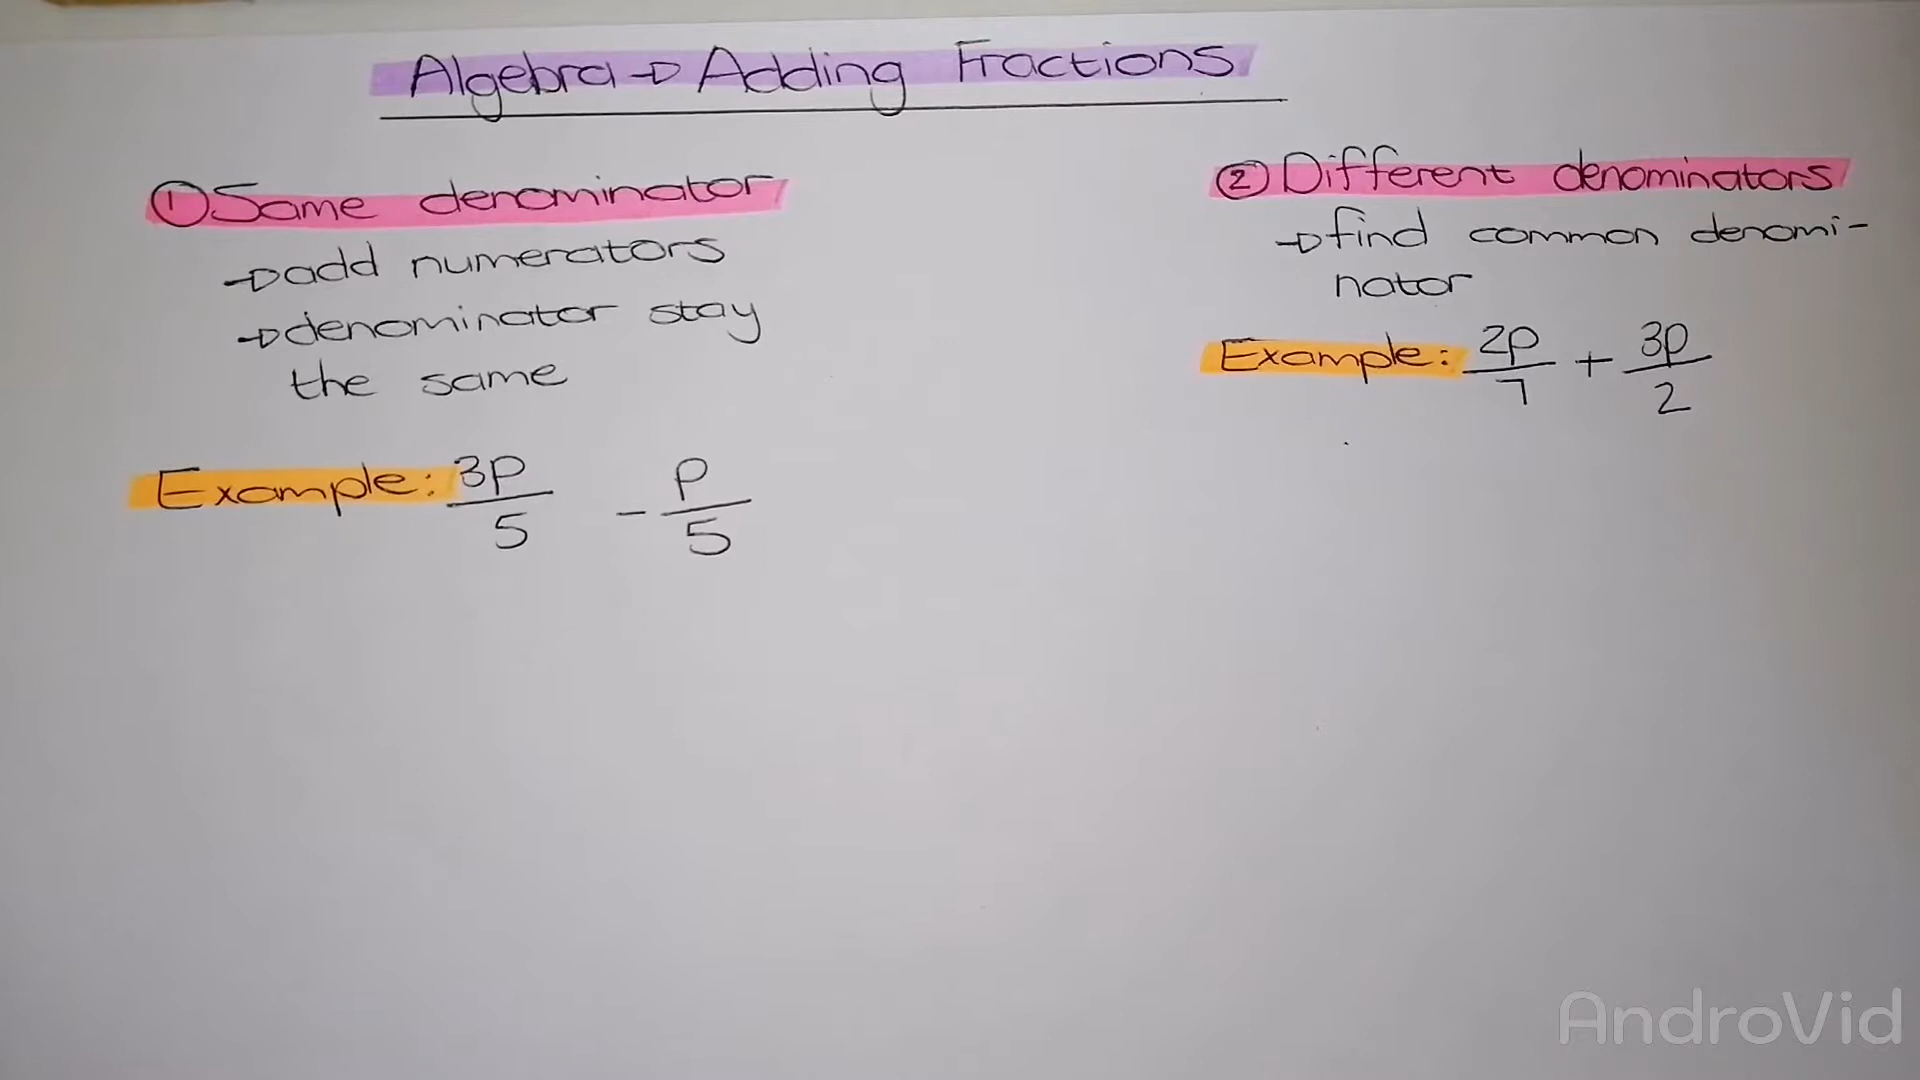 Algebra → Adding Fractions
① Same denominator
→ add numerators
→ denominator stay
the same
Example: 3p/5 - p/5
② Different denominators
→ find common denomi-
nator
Example: 2p/7 + 3p/2
AndroVid